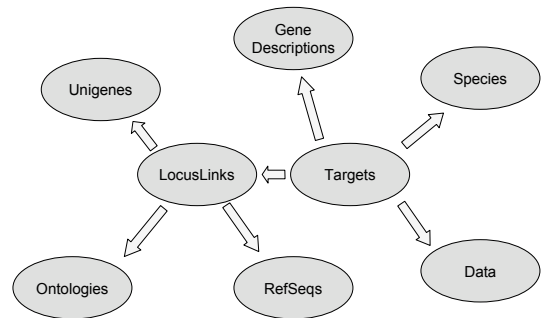 Gene
Descriptions
Unigenes
Species
LocusLinks
Targets
Ontologies
RefSeqs
Data